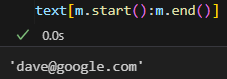 text[m.start():m.end()]
✓ 0.0s
'dave@google.com'